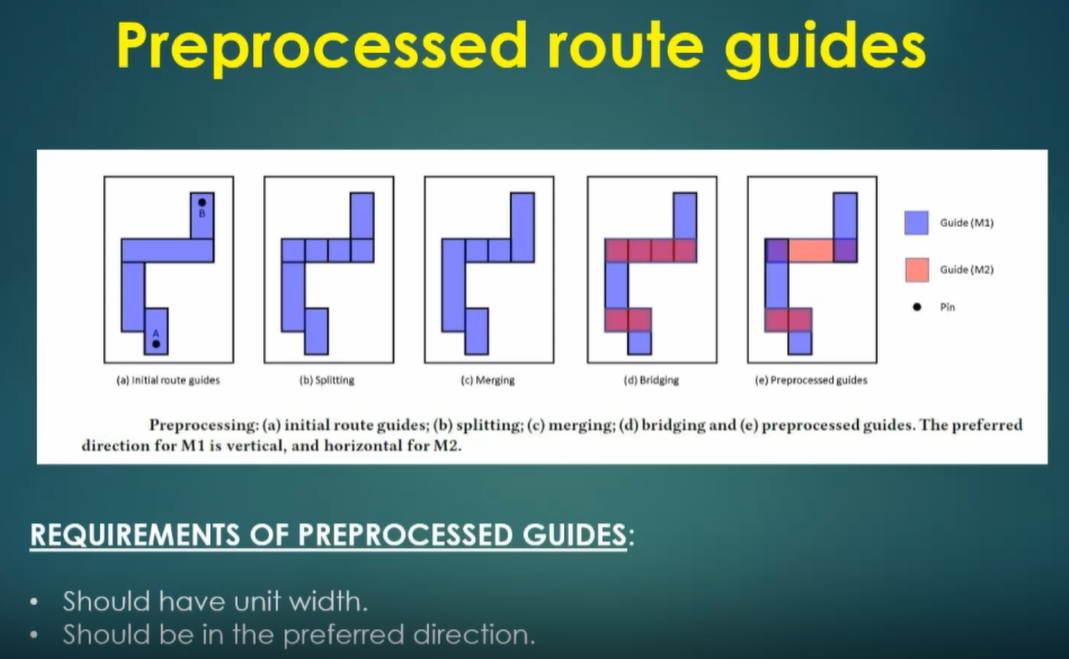 Preprocessed route guides
B
A
Guide (M1)
Guide (M2)
Pin
(a) Initial route guides
(b) Splitting
(c) Merging
(d) Bridging
(e) Preprocessed guides
Preprocessing: (a) initial route guides; (b) splitting; (c) merging; (d) bridging and (e) preprocessed guides. The preferred
direction for M1 is vertical, and horizontal for M2.
REQUIREMENTS OF PREPROCESSED GUIDES:
• Should have unit width.
• Should be in the preferred direction.